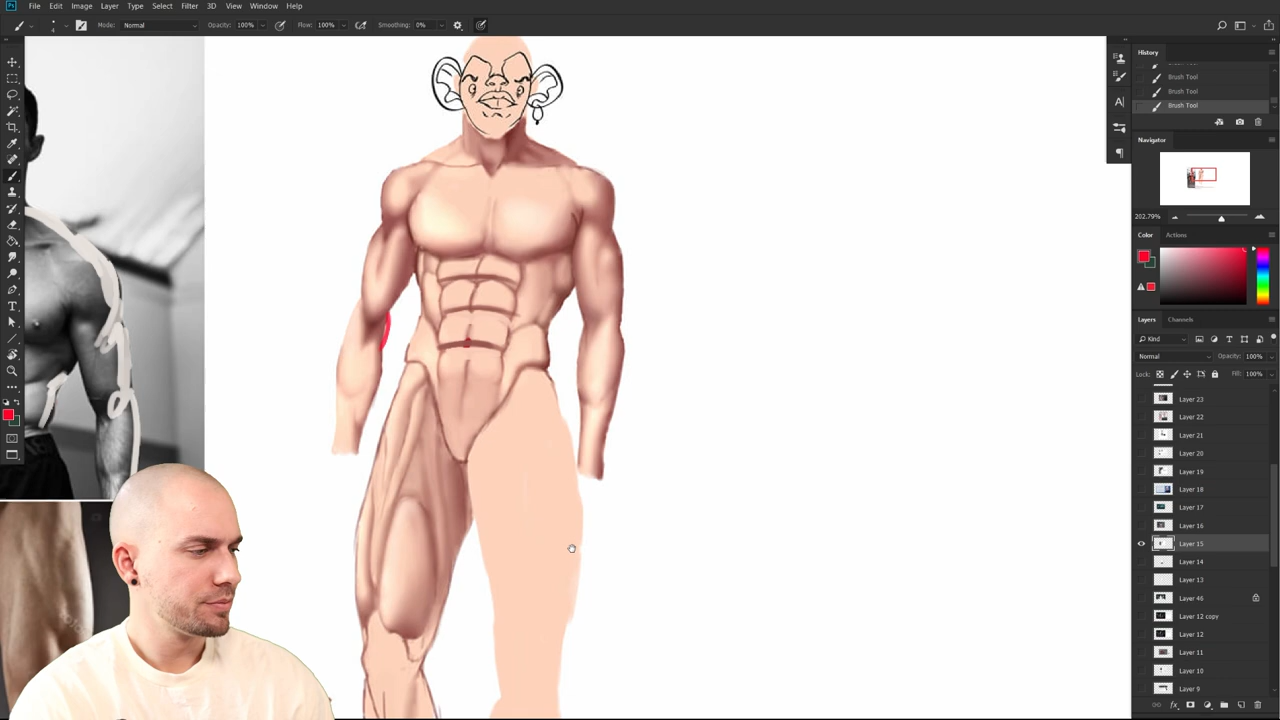 Ps File Edit Image Layer Type Select Filter 3D View Window Help
Mode: Normal Opacity: 100% Flow: 100% Smoothing: 0%
History
Brush Tool
Brush Tool
Brush Tool
Navigator
202.79%
Color Actions
Layers Channels
Kind
Normal Opacity: 100%
Lock: Fill: 100%
Layer 23
Layer 22
Layer 21
Layer 20
Layer 19
Layer 18
Layer 17
Layer 16
Layer 15
Layer 14
Layer 13
Layer 46
Layer 12 copy
Layer 12
Layer 11
Layer 10
Layer 9